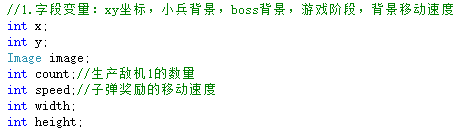 //1.字段变量：xy坐标，小兵背景，boss背景，游戏阶段，背景移动速度
int x;
int y;
Image image;
int count;//生产敌机1的数量
int speed;//子弹奖励的移动速度
int width;
int height;